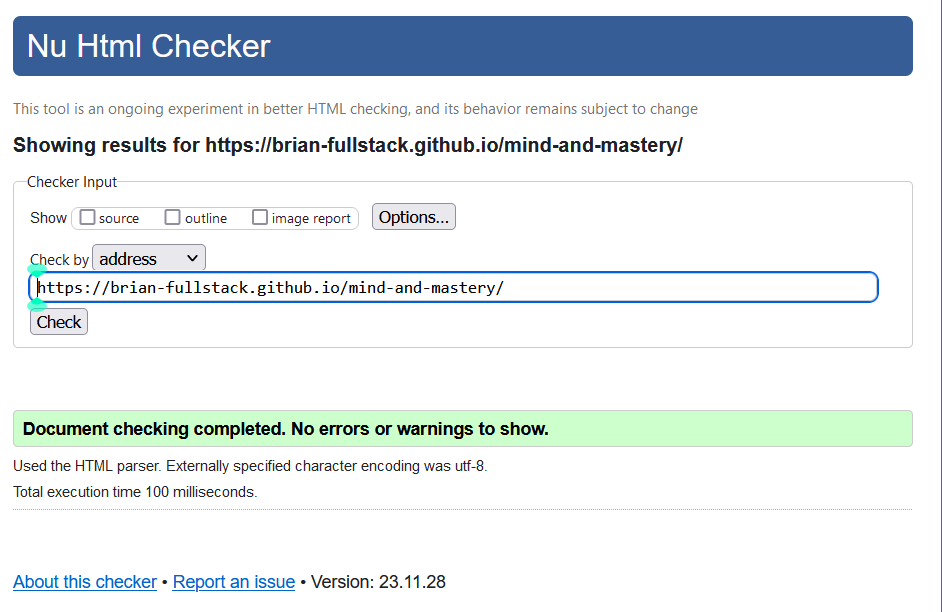 Nu Html Checker
This tool is an ongoing experiment in better HTML checking, and its behavior remains subject to change
Showing results for https://brian-fullstack.github.io/mind-and-mastery/
Checker Input
Show source outline image report Options...
Check by address
https://brian-fullstack.github.io/mind-and-mastery/
Check
Document checking completed. No errors or warnings to show.
Used the HTML parser. Externally specified character encoding was utf-8.
Total execution time 100 milliseconds.
About this checker • Report an issue • Version: 23.11.28